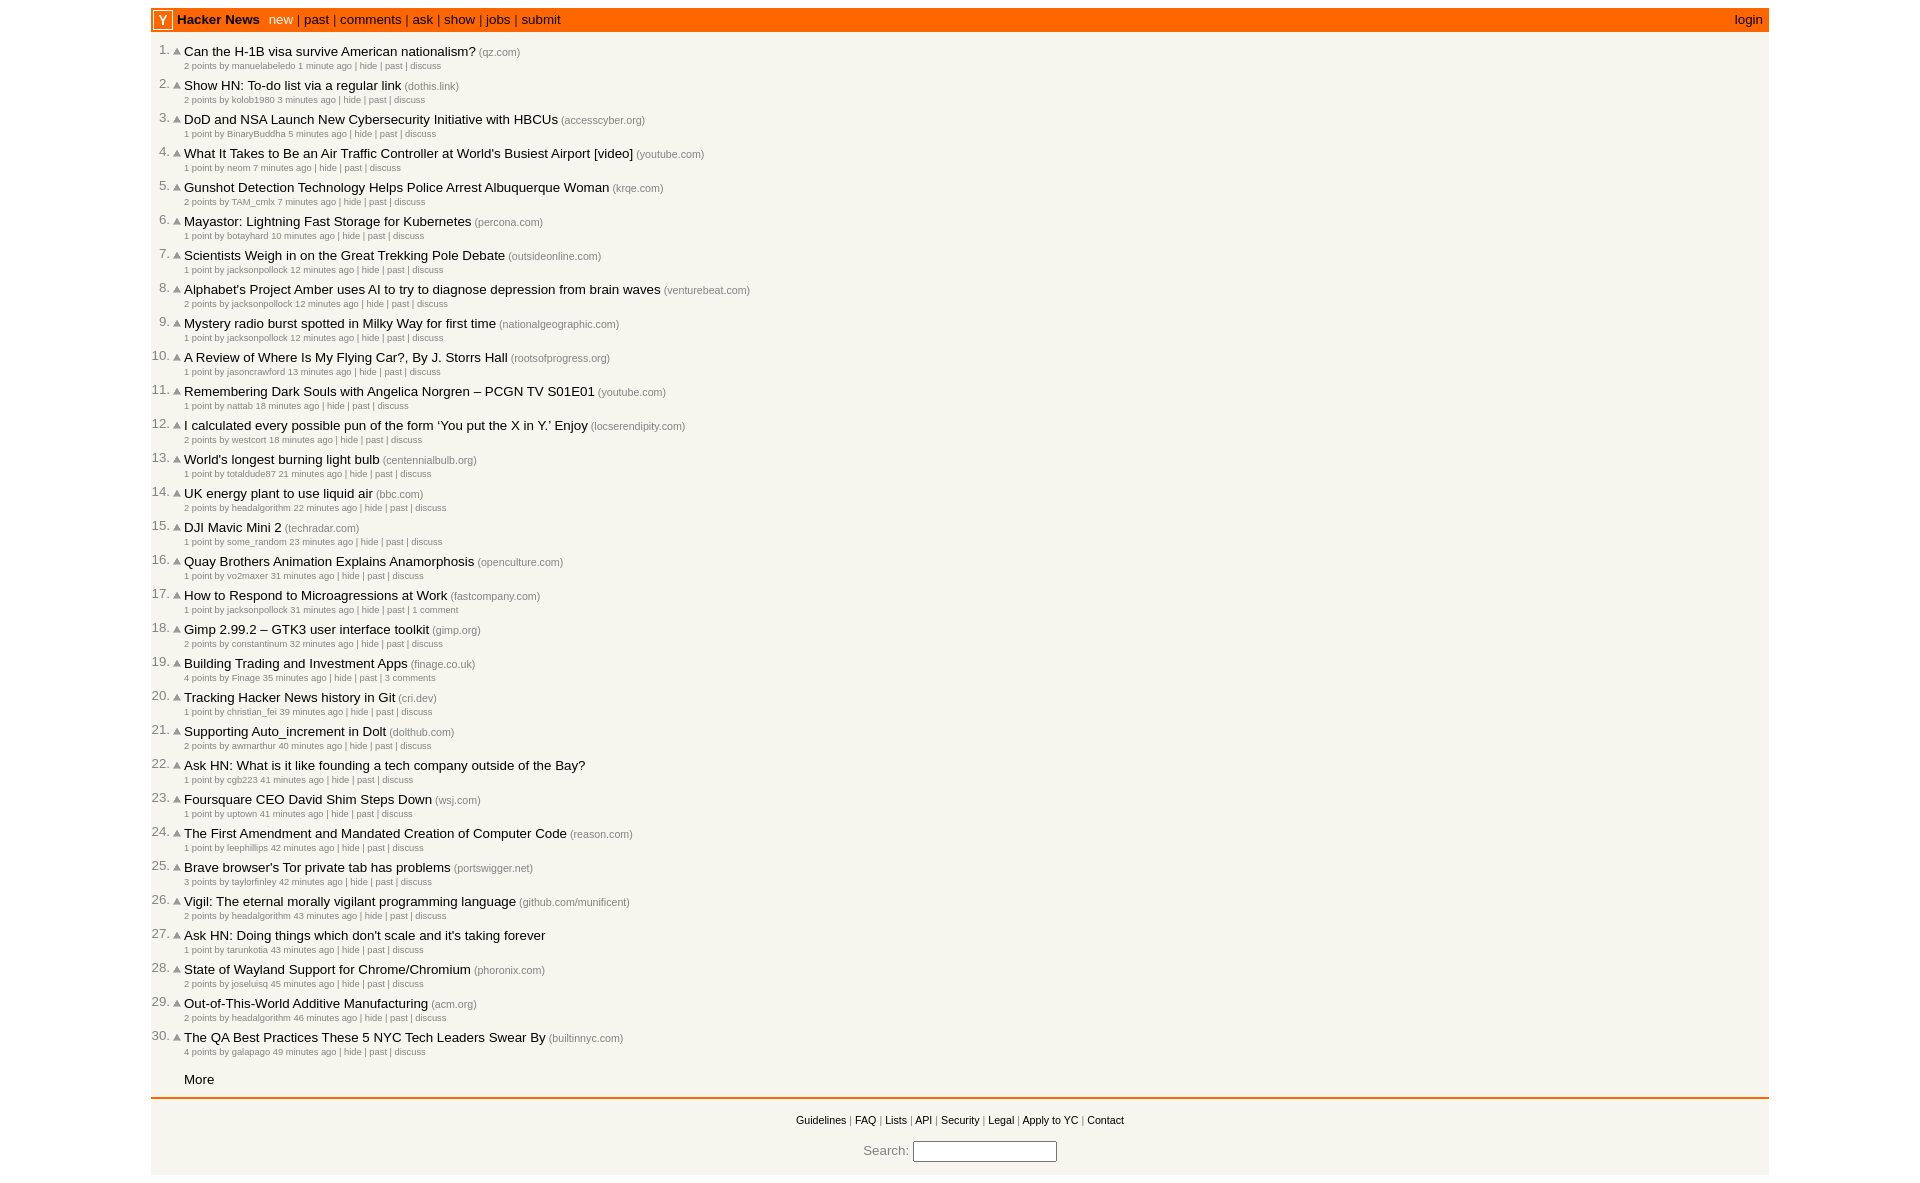 Y Hacker News new | past | comments | ask | show | jobs | submit login
1. Can the H-1B visa survive American nationalism? (qz.com)
2 points by manuelabeledo 1 minute ago | hide | past | discuss
2. Show HN: To-do list via a regular link (dothis.link)
2 points by kolob1980 3 minutes ago | hide | past | discuss
3. DoD and NSA Launch New Cybersecurity Initiative with HBCUs (accesscyber.org)
1 point by BinaryBuddha 5 minutes ago | hide | past | discuss
4. What It Takes to Be an Air Traffic Controller at World's Busiest Airport [video] (youtube.com)
1 point by neom 7 minutes ago | hide | past | discuss
5. Gunshot Detection Technology Helps Police Arrest Albuquerque Woman (krqe.com)
2 points by TAM_cmlx 7 minutes ago | hide | past | discuss
6. Mayastor: Lightning Fast Storage for Kubernetes (percona.com)
1 point by botayhard 10 minutes ago | hide | past | discuss
7. Scientists Weigh in on the Great Trekking Pole Debate (outsideonline.com)
1 point by jacksonpollock 12 minutes ago | hide | past | discuss
8. Alphabet's Project Amber uses AI to try to diagnose depression from brain waves (venturebeat.com)
2 points by jacksonpollock 12 minutes ago | hide | past | discuss
9. Mystery radio burst spotted in Milky Way for first time (nationalgeographic.com)
1 point by jacksonpollock 12 minutes ago | hide | past | discuss
10. A Review of Where Is My Flying Car?, By J. Storrs Hall (rootsofprogress.org)
1 point by jasoncrawford 13 minutes ago | hide | past | discuss
11. Remembering Dark Souls with Angelica Norgren – PCGN TV S01E01 (youtube.com)
1 point by nattab 18 minutes ago | hide | past | discuss
12. I calculated every possible pun of the form ‘You put the X in Y.’ Enjoy (locserendipity.com)
2 points by westcort 18 minutes ago | hide | past | discuss
13. World's longest burning light bulb (centennialbulb.org)
1 point by totaldude87 21 minutes ago | hide | past | discuss
14. UK energy plant to use liquid air (bbc.com)
2 points by headalgorithm 22 minutes ago | hide | past | discuss
15. DJI Mavic Mini 2 (techradar.com)
1 point by some_random 23 minutes ago | hide | past | discuss
16. Quay Brothers Animation Explains Anamorphosis (openculture.com)
1 point by vo2maxer 31 minutes ago | hide | past | discuss
17. How to Respond to Microagressions at Work (fastcompany.com)
1 point by jacksonpollock 31 minutes ago | hide | past | 1 comment
18. Gimp 2.99.2 – GTK3 user interface toolkit (gimp.org)
2 points by constantinum 32 minutes ago | hide | past | discuss
19. Building Trading and Investment Apps (finage.co.uk)
4 points by Finage 35 minutes ago | hide | past | 3 comments
20. Tracking Hacker News history in Git (cri.dev)
1 point by christian_fei 39 minutes ago | hide | past | discuss
21. Supporting Auto_increment in Dolt (dolthub.com)
2 points by awmarthur 40 minutes ago | hide | past | discuss
22. Ask HN: What is it like founding a tech company outside of the Bay?
1 point by cgb223 41 minutes ago | hide | past | discuss
23. Foursquare CEO David Shim Steps Down (wsj.com)
1 point by uptown 41 minutes ago | hide | past | discuss
24. The First Amendment and Mandated Creation of Computer Code (reason.com)
1 point by leephillips 42 minutes ago | hide | past | discuss
25. Brave browser's Tor private tab has problems (portswigger.net)
3 points by taylorfinley 42 minutes ago | hide | past | discuss
26. Vigil: The eternal morally vigilant programming language (github.com/munificent)
2 points by headalgorithm 43 minutes ago | hide | past | discuss
27. Ask HN: Doing things which don't scale and it's taking forever
1 point by tarunkotia 43 minutes ago | hide | past | discuss
28. State of Wayland Support for Chrome/Chromium (phoronix.com)
2 points by joseluisq 45 minutes ago | hide | past | discuss
29. Out-of-This-World Additive Manufacturing (acm.org)
2 points by headalgorithm 46 minutes ago | hide | past | discuss
30. The QA Best Practices These 5 NYC Tech Leaders Swear By (builtinnyc.com)
4 points by galapago 49 minutes ago | hide | past | discuss
More
Guidelines | FAQ | Lists | API | Security | Legal | Apply to YC | Contact
Search: